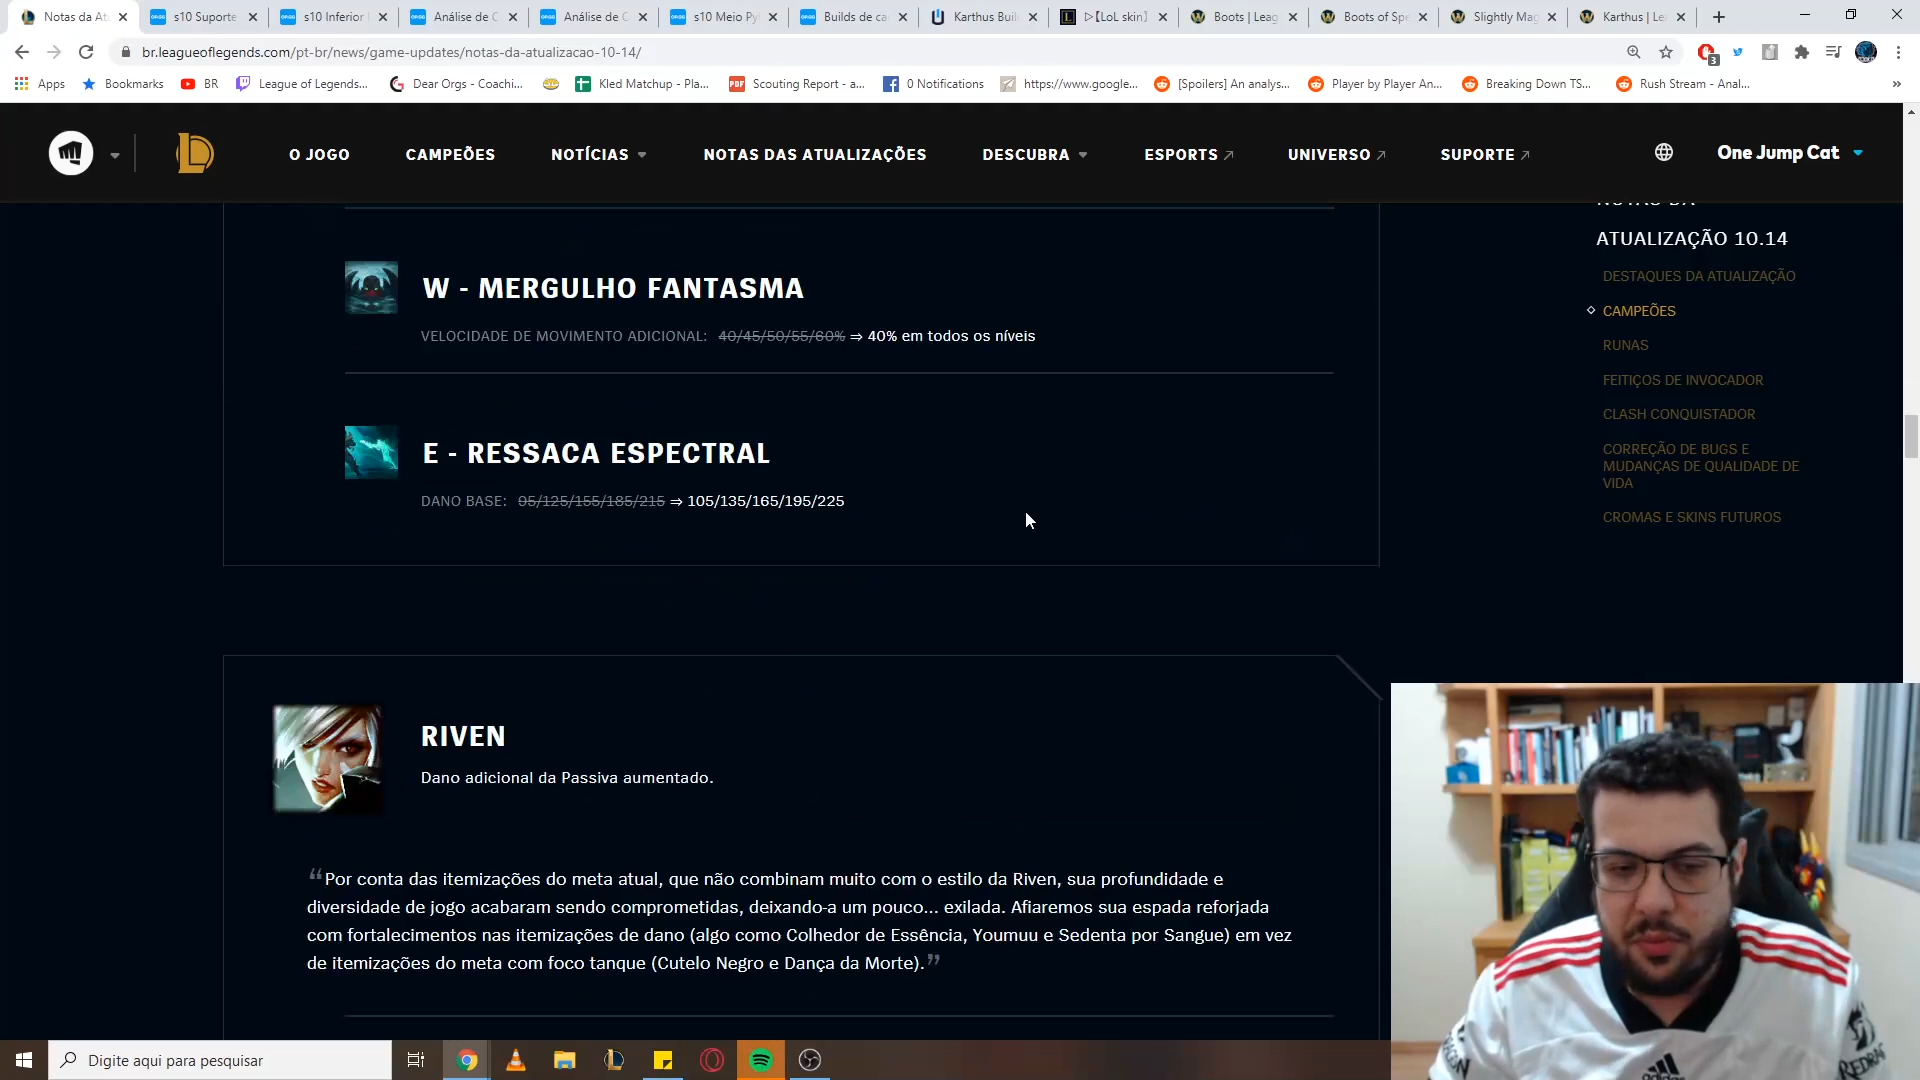 Notas da At
s10 Suporte
s10 Inferior
Análise de C
Análise de C
s10 Meio Py
Builds de ca
Karthus Buil
▷【LoL skin】
Boots | Leag
Boots of Spe
Slightly Mag
Karthus | Le
br.leagueoflegends.com/pt-br/news/game-updates/notas-da-atualizacao-10-14/
3
Apps
Bookmarks
BR
League of Legends...
Dear Orgs - Coachi...
Kled Matchup - Pla...
Scouting Report - a...
0 Notifications
https://www.google...
[Spoilers] An analys...
Player by Player An...
Breaking Down TS...
Rush Stream - Anal...
O JOGO
CAMPEÕES
NOTÍCIAS
NOTAS DAS ATUALIZAÇÕES
DESCUBRA
ESPORTS
UNIVERSO
SUPORTE
One Jump Cat
NOTAS DA
ATUALIZAÇÃO 10.14
DESTAQUES DA ATUALIZAÇÃO
CAMPEÕES
RUNAS
FEITIÇOS DE INVOCADOR
CLASH CONQUISTADOR
CORREÇÃO DE BUGS E
MUDANÇAS DE QUALIDADE DE
VIDA
CROMAS E SKINS FUTUROS
W - MERGULHO FANTASMA
VELOCIDADE DE MOVIMENTO ADICIONAL: 40/45/50/55/60% ⇒ 40% em todos os níveis
E - RESSACA ESPECTRAL
DANO BASE: 95/125/155/185/215 ⇒ 105/135/165/195/225
RIVEN
Dano adicional da Passiva aumentado.
“Por conta das itemizações do meta atual, que não combinam muito com o estilo da Riven, sua profundidade e
diversidade de jogo acabaram sendo comprometidas, deixando-a um pouco... exilada. Afiaremos sua espada reforjada
com fortalecimentos nas itemizações de dano (algo como Colhedor de Essência, Youmuu e Sedenta por Sangue) em vez
de itemizações do meta com foco tanque (Cutelo Negro e Dança da Morte).”
Digite aqui para pesquisar
adidas